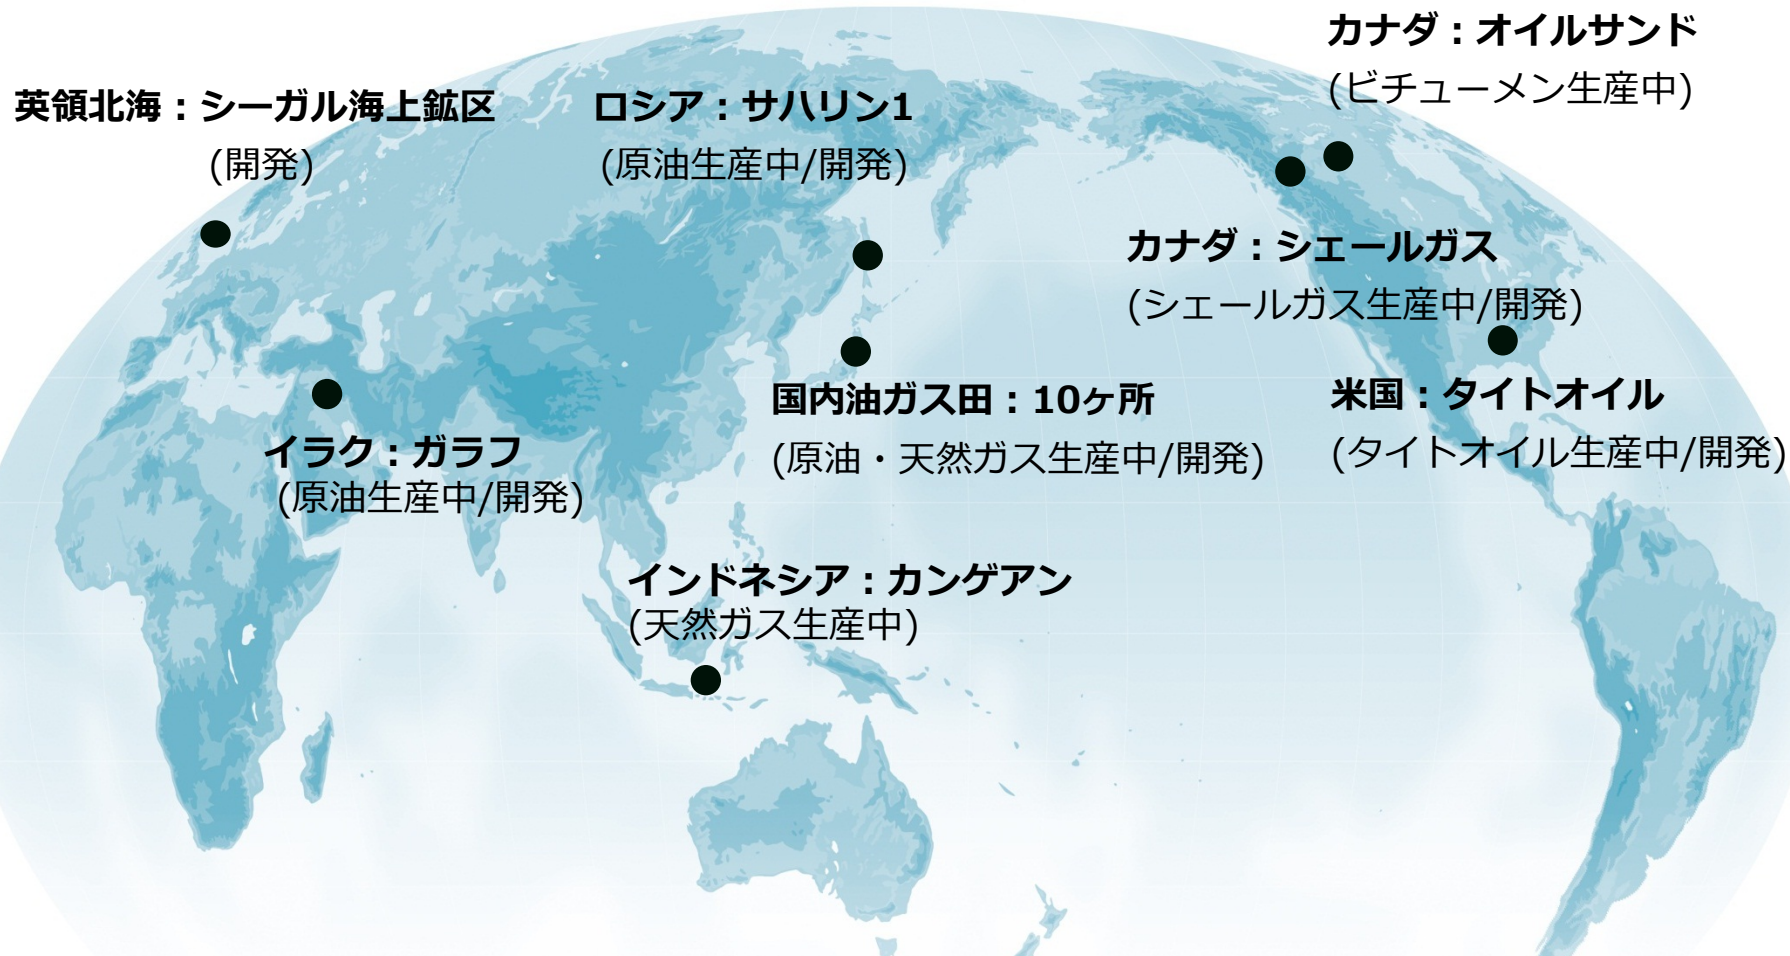 カナダ：オイルサンド
(ビチューメン生産中)
英領北海：シーガル海上鉱区
(開発)
ロシア：サハリン1
(原油生産中/開発)
カナダ：シェールガス
(シェールガス生産中/開発)
国内油ガス田：10ヶ所
(原油・天然ガス生産中/開発)
米国：タイトオイル
(タイトオイル生産中/開発)
イラク：ガラフ
(原油生産中/開発)
インドネシア：カンゲアン
(天然ガス生産中)